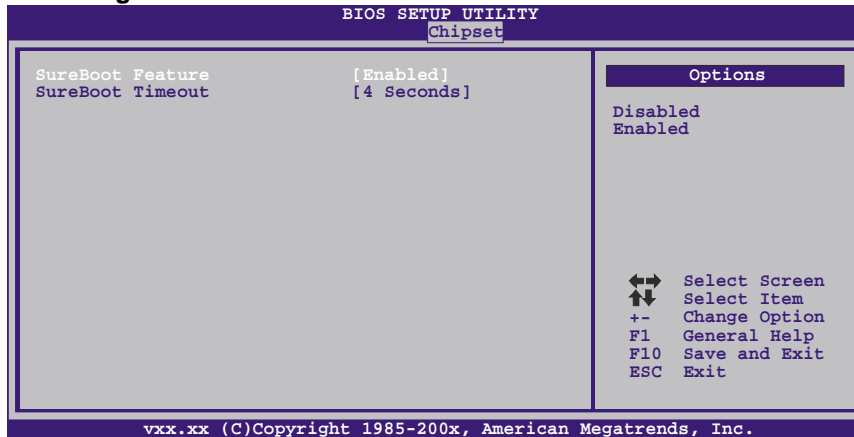 BIOS SETUP UTILITY
Chipset
SureBoot Feature [Enabled]
SureBoot Timeout [4 Seconds]
Options
Disabled
Enabled
Select Screen
Select Item
+- Change Option
F1 General Help
F10 Save and Exit
ESC Exit
vxx.xx (C)Copyright 1985-200x, American Megatrends, Inc.